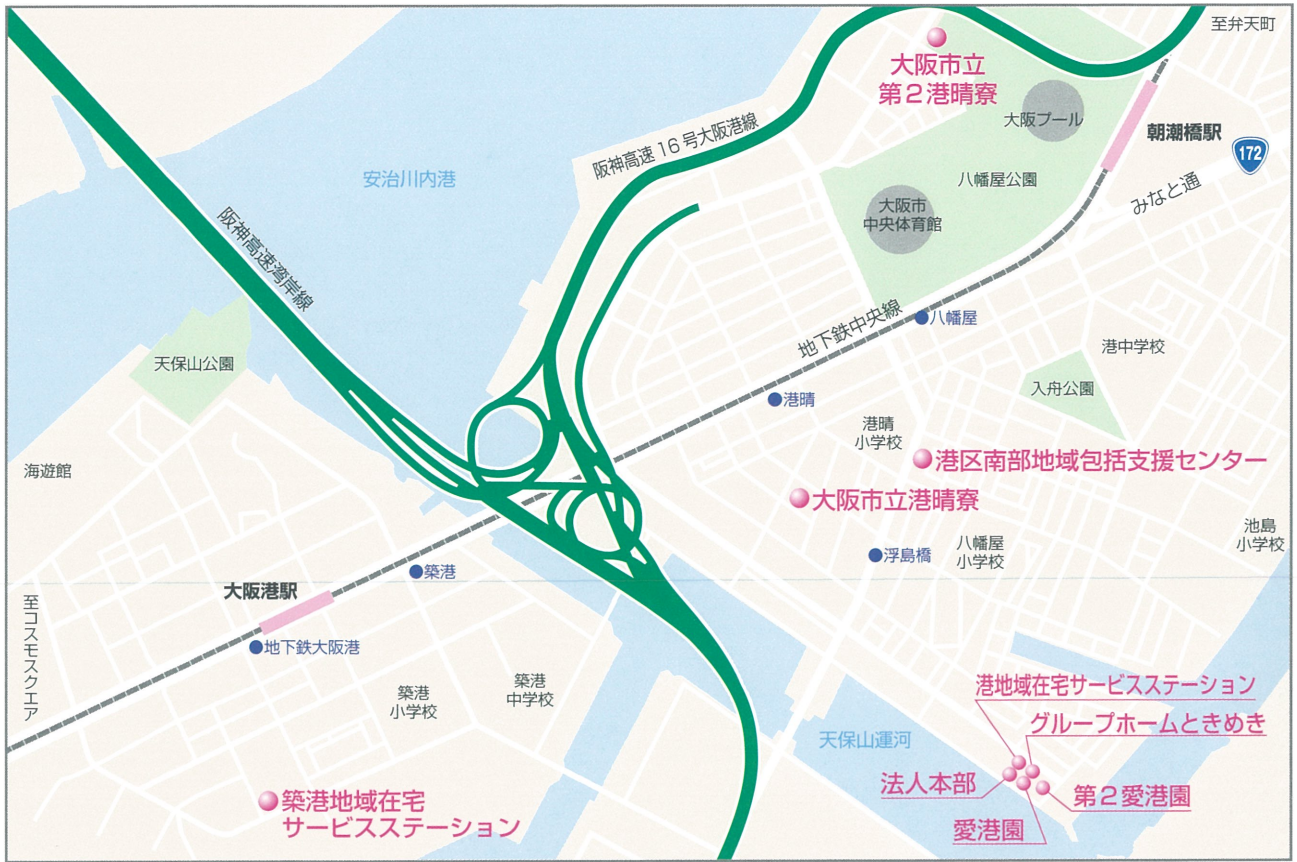 至弁天町
大阪市立
第２港晴寮
大阪プール
朝潮橋駅
172
阪神高速16号大阪港線
みなと通
安治川内港
八幡屋公園
大阪市
中央体育館
阪神高速湾岸線
地下鉄中央線
八幡屋
天保山公園
港中学校
入舟公園
港晴
港晴
小学校
海遊館
港区南部地域包括支援センター
大阪市立港晴寮
池島
小学校
浮島橋
八幡屋
小学校
築港
大阪港駅
至コスモスクエア
地下鉄大阪港
築港
小学校
築港
中学校
港地域在宅サービスステーション
グループホームときめき
天保山運河
法人本部
第２愛港園
愛港園
築港地域在宅
サービスステーション